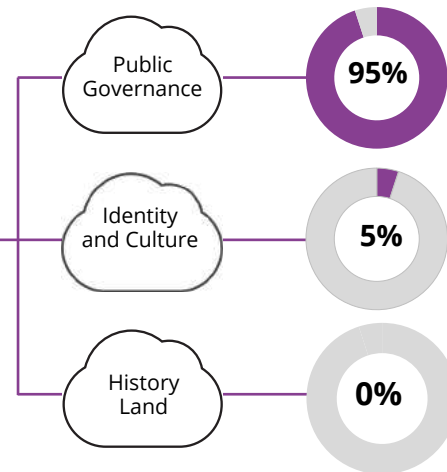 Public
Governance
95%
Identity
and Culture
5%
History
Land
0%